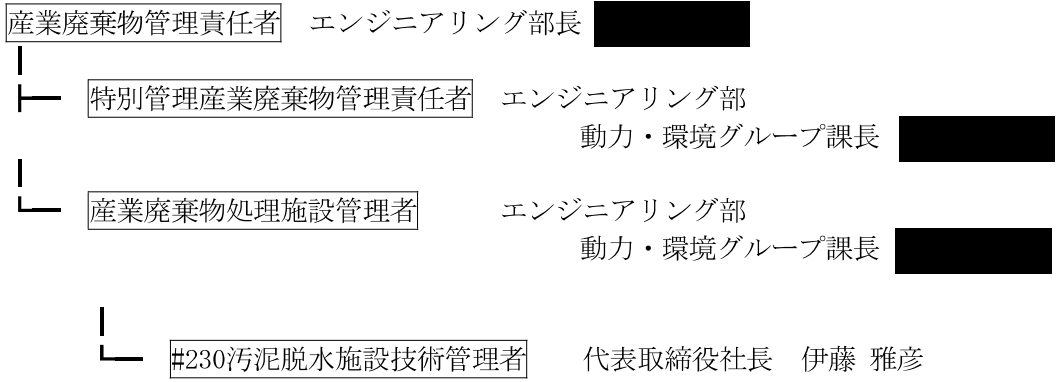 産業廃棄物管理責任者　エンジニアリング部長
特別管理産業廃棄物管理責任者　エンジニアリング部
動力・環境グループ課長
産業廃棄物処理施設管理者　エンジニアリング部
動力・環境グループ課長
#230汚泥脱水施設技術管理者　代表取締役社長　伊藤 雅彦